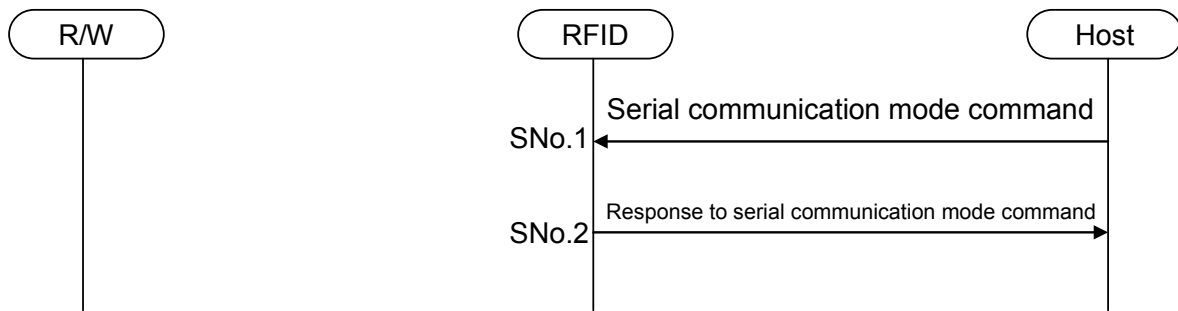 R/W
RFID
Host
Serial communication mode command
SNo.1
Response to serial communication mode command
SNo.2